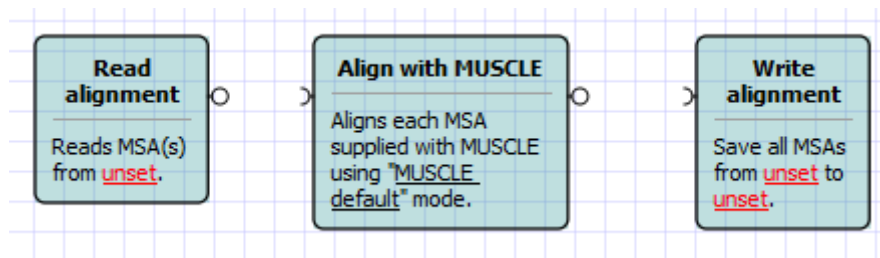 Read
alignment
Reads MSA(s)
from unset.
Align with MUSCLE
Aligns each MSA
supplied with MUSCLE
using "MUSCLE
default" mode.
Write
alignment
Save all MSAs
from unset to
unset.